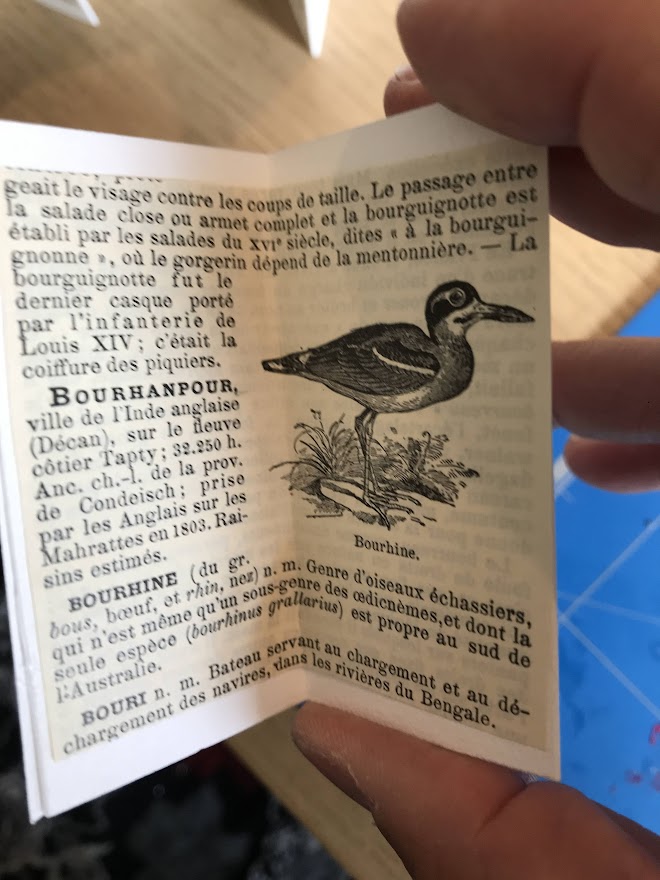 geait le visage contre les coups de taille. Le passage entre
la salade close ou armet complet et la bourguignotte est
établi par les salades du XVIe siècle, dites « à la bourgui-
gnonne », où le gorgerin dépend de la mentonnière. — La
bourguignotte fut le
dernier casque porté
par l'infanterie de
Louis XIV ; c'était la
coiffure des piquiers.
BOURHANPOUR,
ville de l'Inde anglaise
(Décan), sur le fleuve
côtier Tapty ; 32.250 h.
Anc. ch.-l. de la prov.
de Condeisch ; prise
par les Anglais sur les
Mahrattes en 1803. Rai-
sins estimés.
Bourhine.
BOURHINE (du gr.
bous, bœuf, et rhin, nez) n. m. Genre d'oiseaux échassiers,
qui n'est même qu'un sous-genre des œdicnèmes, et dont la
seule espèce (bourhinus grallarius) est propre au sud de
l'Australie.
BOURI n. m. Bateau servant au chargement et au dé-
chargement des navires, dans les rivières du Bengale.